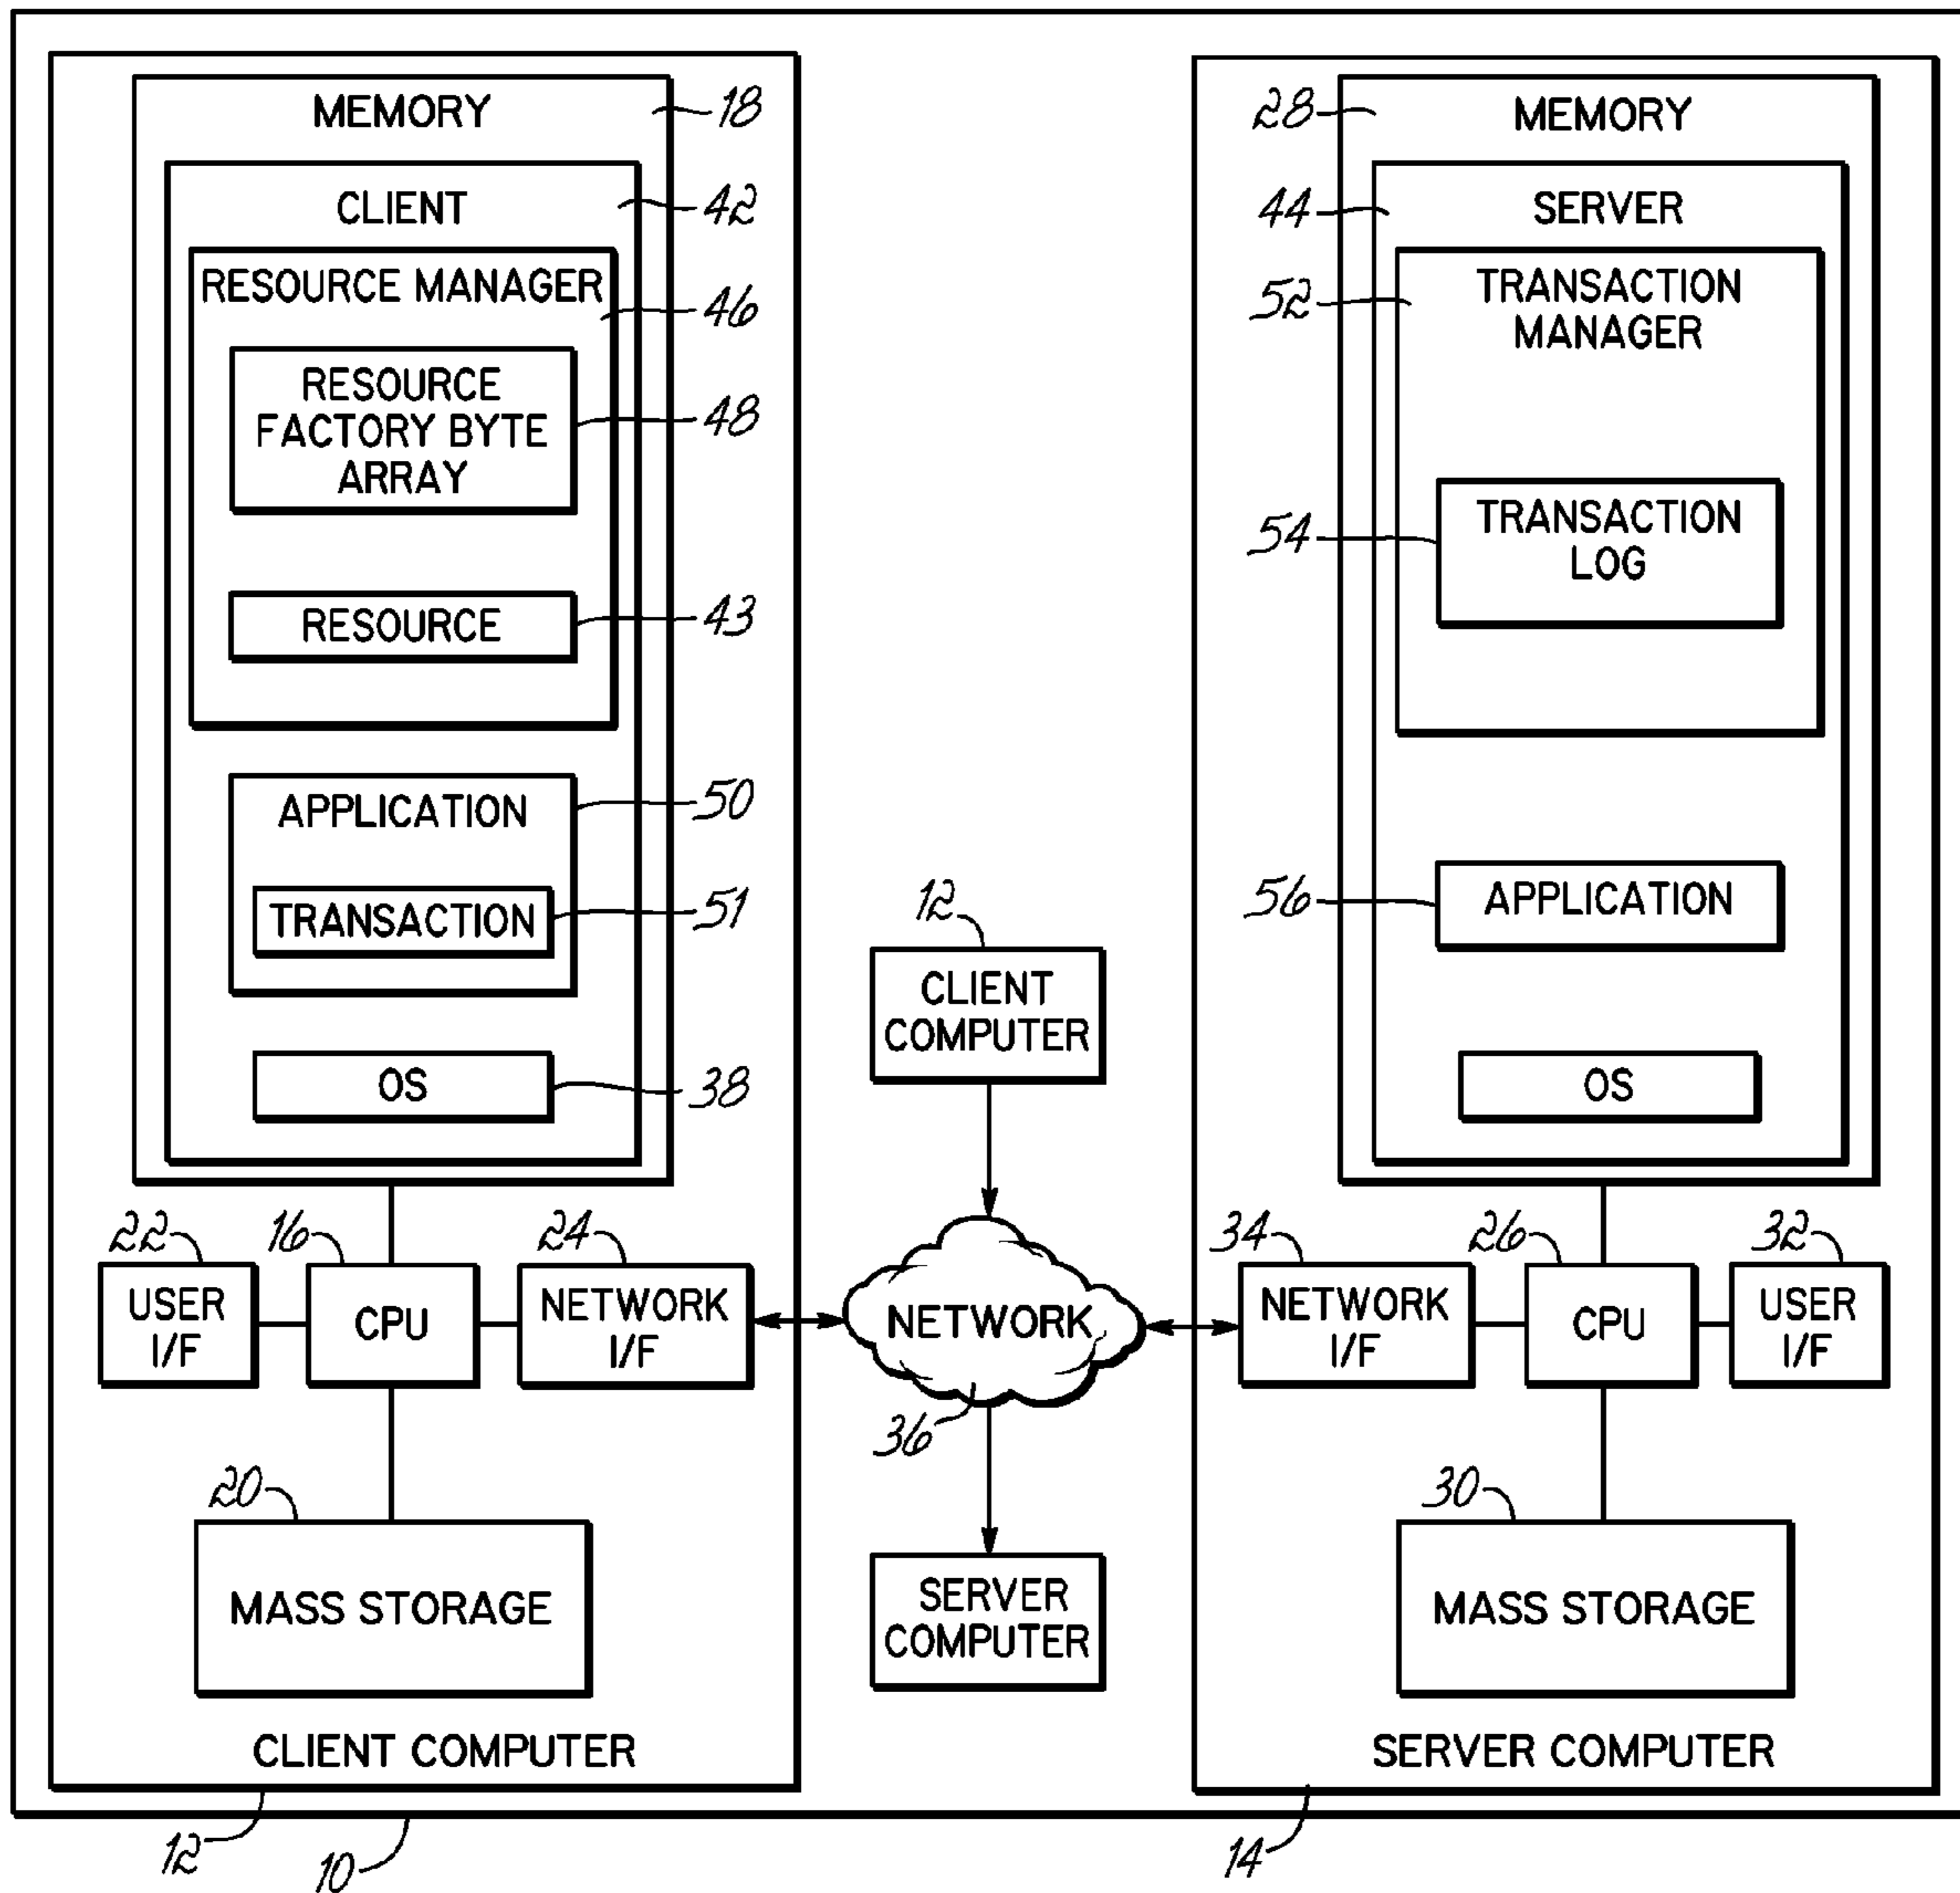 MEMORY
18
CLIENT
42
RESOURCE MANAGER
46
RESOURCE
FACTORY BYTE
ARRAY
48
RESOURCE
43
APPLICATION
50
TRANSACTION
51
OS
38
22
16
24
USER
I/F
CPU
NETWORK
I/F
20
MASS STORAGE
CLIENT COMPUTER
12
10
12
CLIENT
COMPUTER
NETWORK
36
SERVER
COMPUTER
28
MEMORY
44
SERVER
52
TRANSACTION
MANAGER
54
TRANSACTION
LOG
56
APPLICATION
OS
34
26
32
NETWORK
I/F
CPU
USER
I/F
30
MASS STORAGE
SERVER COMPUTER
14